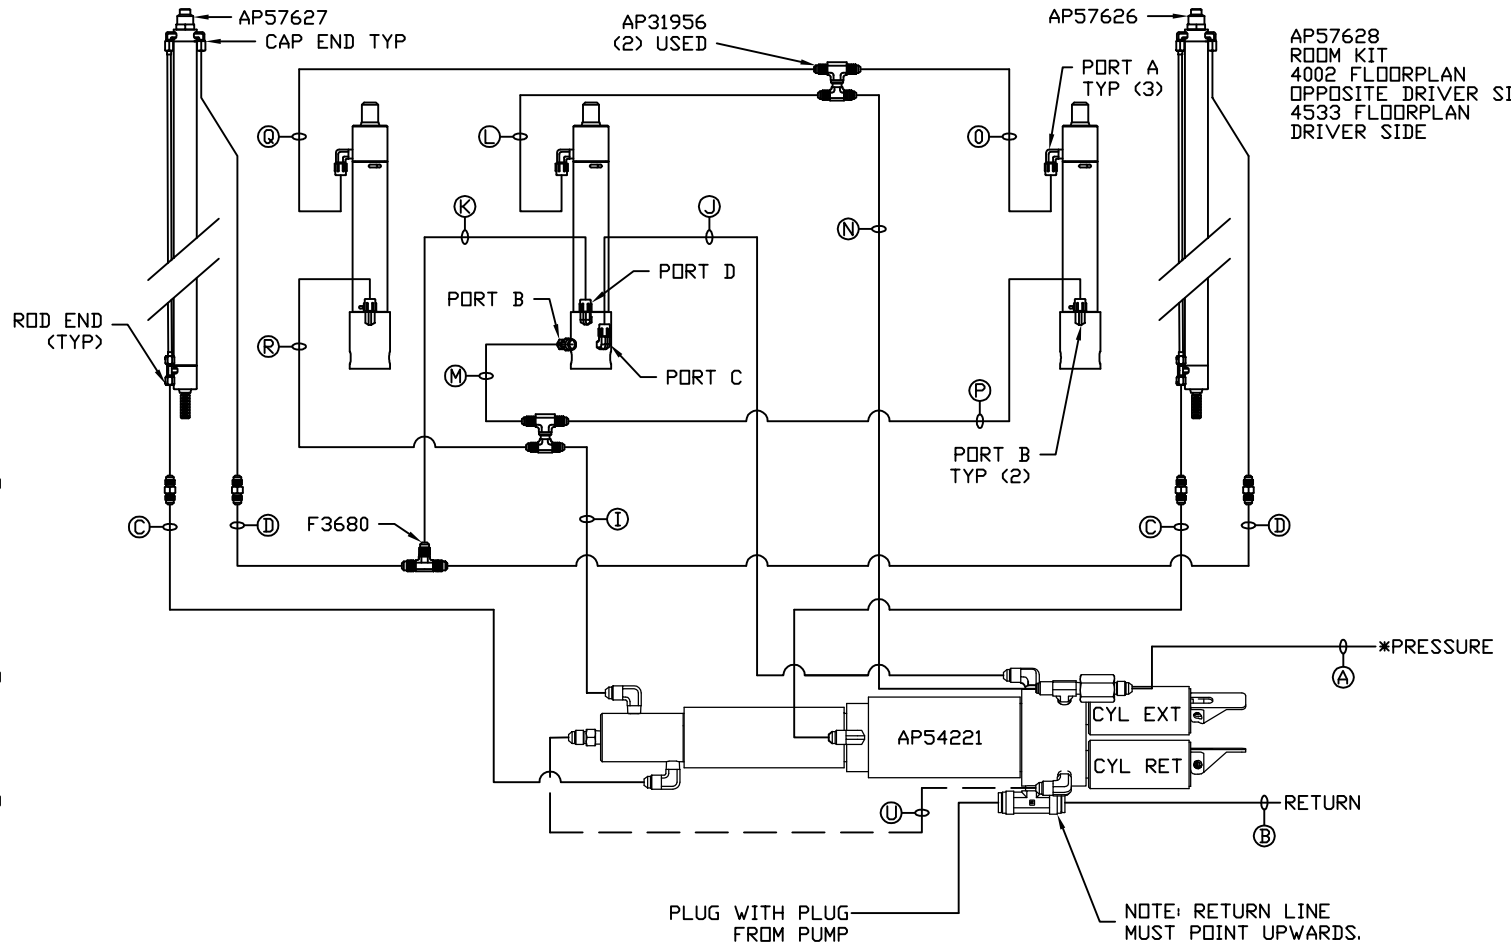 AP57627
CAP END TYP
AP31956
(2) USED
AP57626
AP57628
ROOM KIT
4002 FLOORPLAN
OPPOSITE DRIVER SI
4533 FLOORPLAN
DRIVER SIDE
PORT A
TYP (3)
Q
L
O
K
J
N
PORT D
PORT B
ROD END
(TYP)
R
M
PORT C
P
PORT B
TYP (2)
C
D
F3680
I
C
D
*PRESSURE
A
CYL EXT
AP54221
CYL RET
U
RETURN
B
PLUG WITH PLUG
FROM PUMP
NOTE: RETURN LINE
MUST POINT UPWARDS.